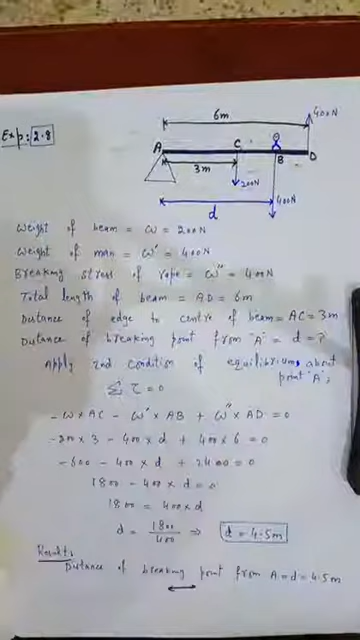 Exp: 2.8
6m
400N
A
C
B
D
3m
200N
400N
d
Weight of beam = ω = 200N
Weight of man = ω' = 400N
Breaking stress of rope = ω'' = 400N
Total length of beam = AD = 6m
Distance of edge to centre of beam = AC = 3m
Distance of breaking point from 'A' = d = ?
Apply 2nd condition of equilibrium, about
point 'A',
Σ τ = 0
- ω × AC - ω' × AB + ω'' × AD = 0
- 200 × 3 - 400 × d + 400 × 6 = 0
- 600 - 400 × d + 2400 = 0
1800 - 400 × d = 0
1800 = 400 × d
d = 1800/400 ⇒ d = 4.5m
Result:
Distance of breaking point from A = d = 4.5m